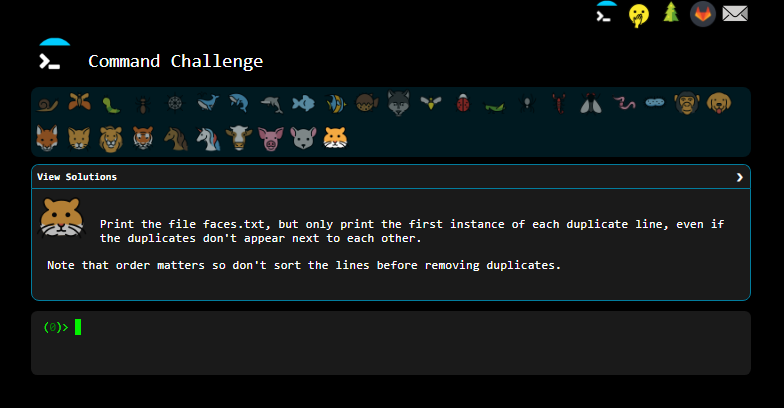 Command Challenge
View Solutions
Print the file faces.txt, but only print the first instance of each duplicate line, even if
the duplicates don't appear next to each other.
Note that order matters so don't sort the lines before removing duplicates.
(0)>